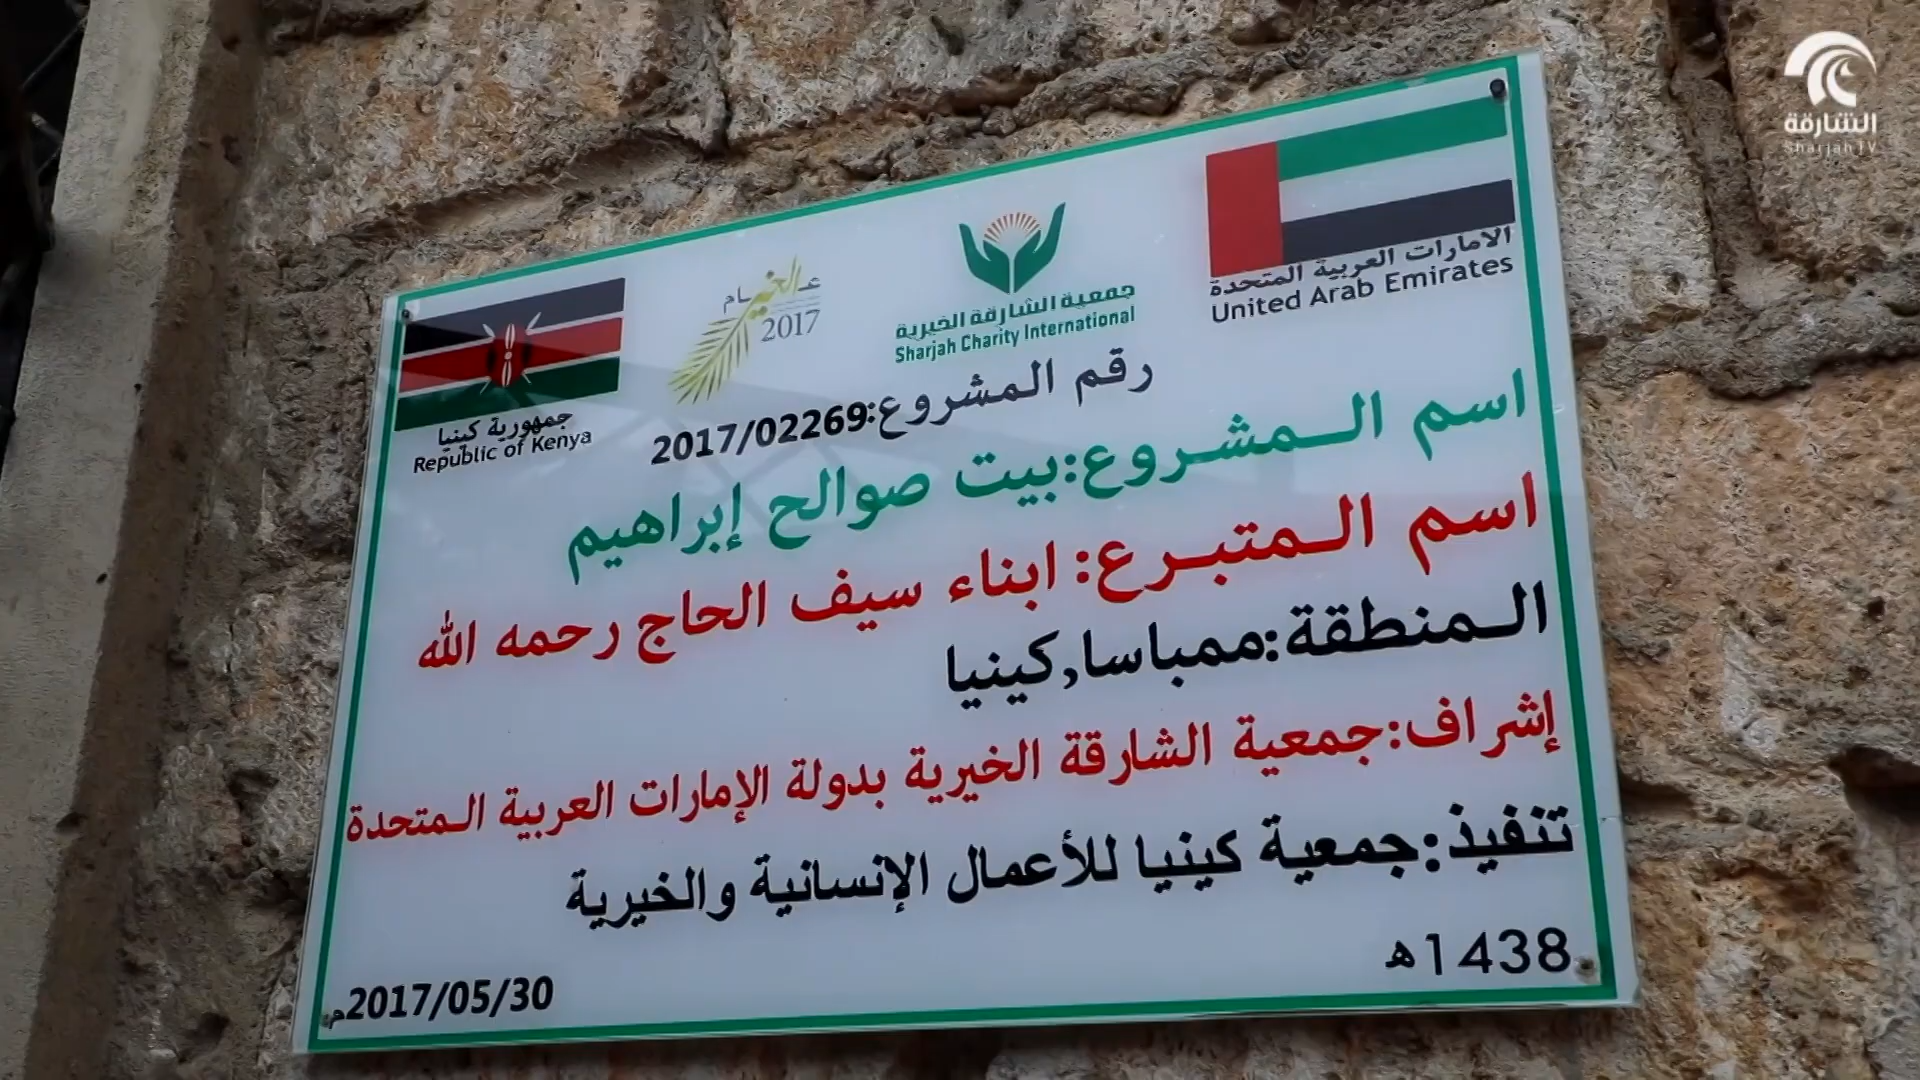 الشارقة
Sharjah TV
الامارات العربية المتحدة
United Arab Emirates
جمعية الشارقة الخيرية
Sharjah Charity International
عـام الخير
2017
جمهورية كينيا
Republic of Kenya
رقم المشروع:2017/02269
اسم المشروع:بيت صوالح إبراهيم
اسم المتبرع: ابناء سيف الحاج رحمه الله
المنطقة:ممباسا,كينيا
إشراف:جمعية الشارقة الخيرية بدولة الإمارات العربية المتحدة
تنفيذ:جمعية كينيا للأعمال الإنسانية والخيرية
1438ه
2017/05/30م